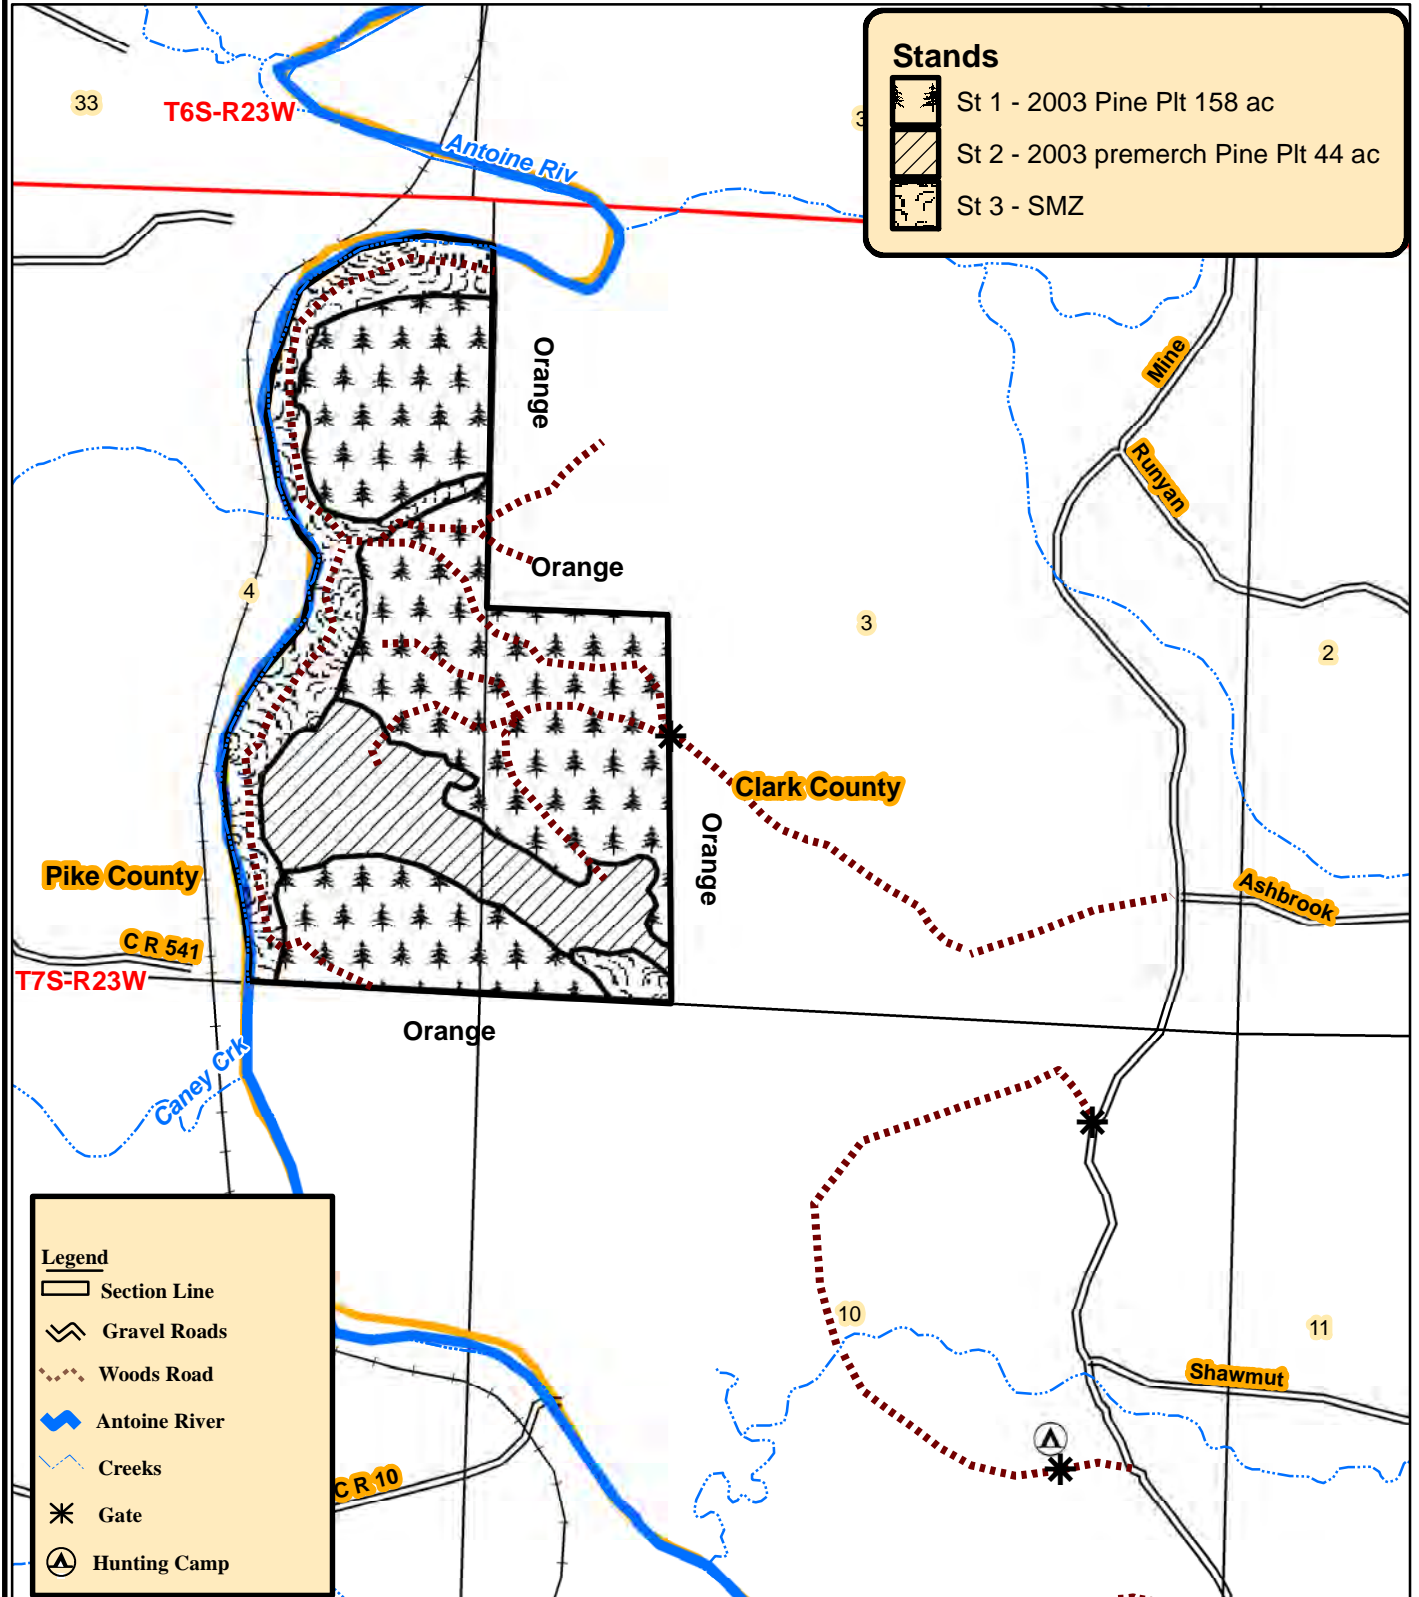 Stands
St 1 - 2003 Pine Plt 158 ac
St 2 - 2003 premerch Pine Plt 44 ac
St 3 - SMZ
33
T6S-R23W
Antoine Riv
3
Orange
Mine
Runyan
Orange
4
3
2
Clark County
Orange
Pike County
Ashbrook
C R 541
T7S-R23W
Orange
Caney Crk
Legend
Section Line
Gravel Roads
Woods Road
Antoine River
Creeks
Gate
Hunting Camp
10
11
Shawmut
C R 10